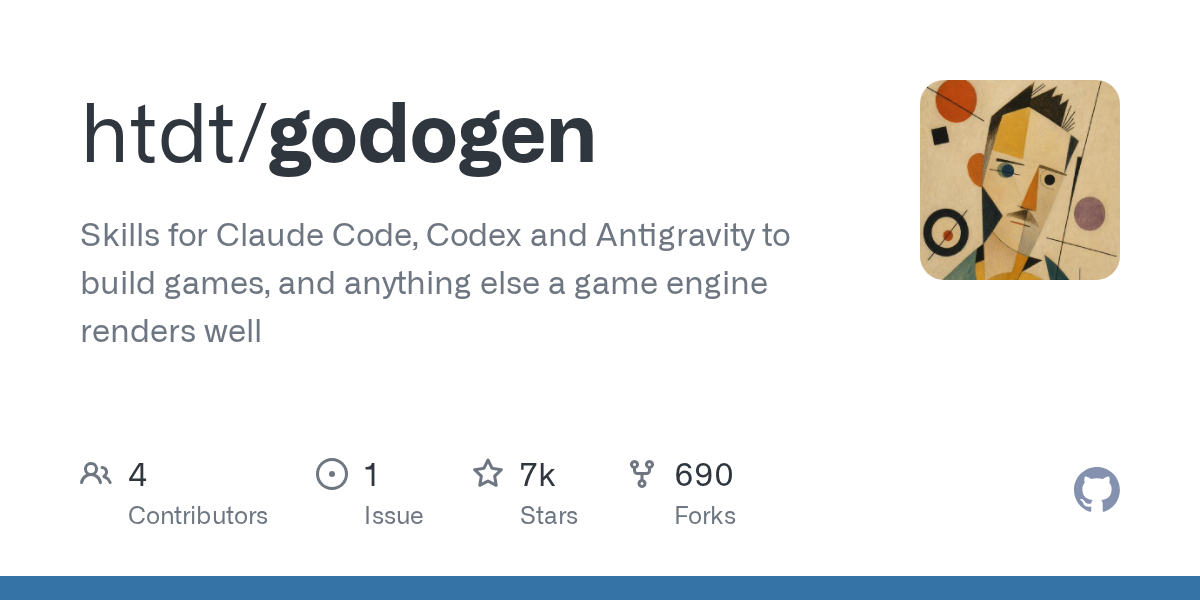 htdt/godogen
Skills for Claude Code, Codex and Antigravity to
build games, and anything else a game engine
renders well
4
Contributors
1
Issue
7k
Stars
690
Forks